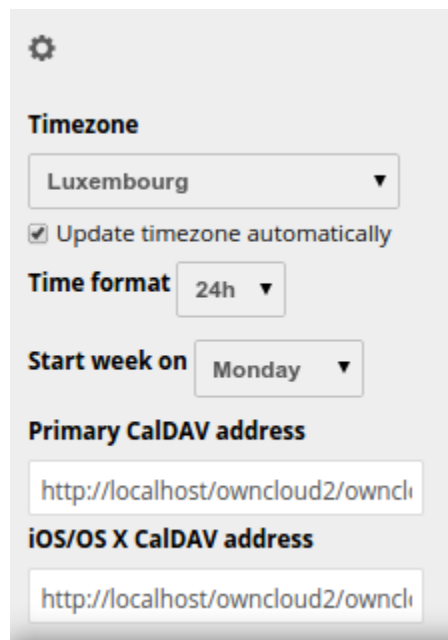 Timezone
Luxembourg
Update timezone automatically
Time format 24h
Start week on Monday
Primary CalDAV address
http://localhost/owncloud2/owncl
iOS/OS X CalDAV address
http://localhost/owncloud2/owncl